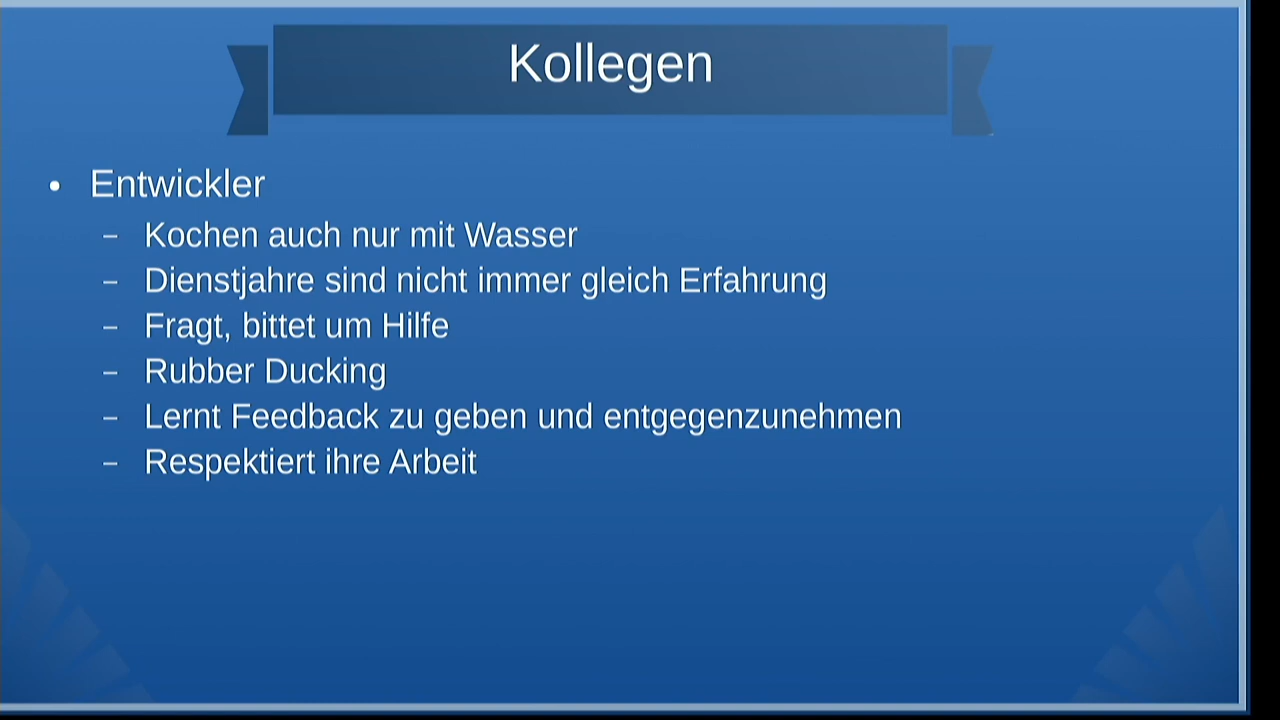 Kollegen
• Entwickler
– Kochen auch nur mit Wasser
– Dienstjahre sind nicht immer gleich Erfahrung
– Fragt, bittet um Hilfe
– Rubber Ducking
– Lernt Feedback zu geben und entgegenzunehmen
– Respektiert ihre Arbeit